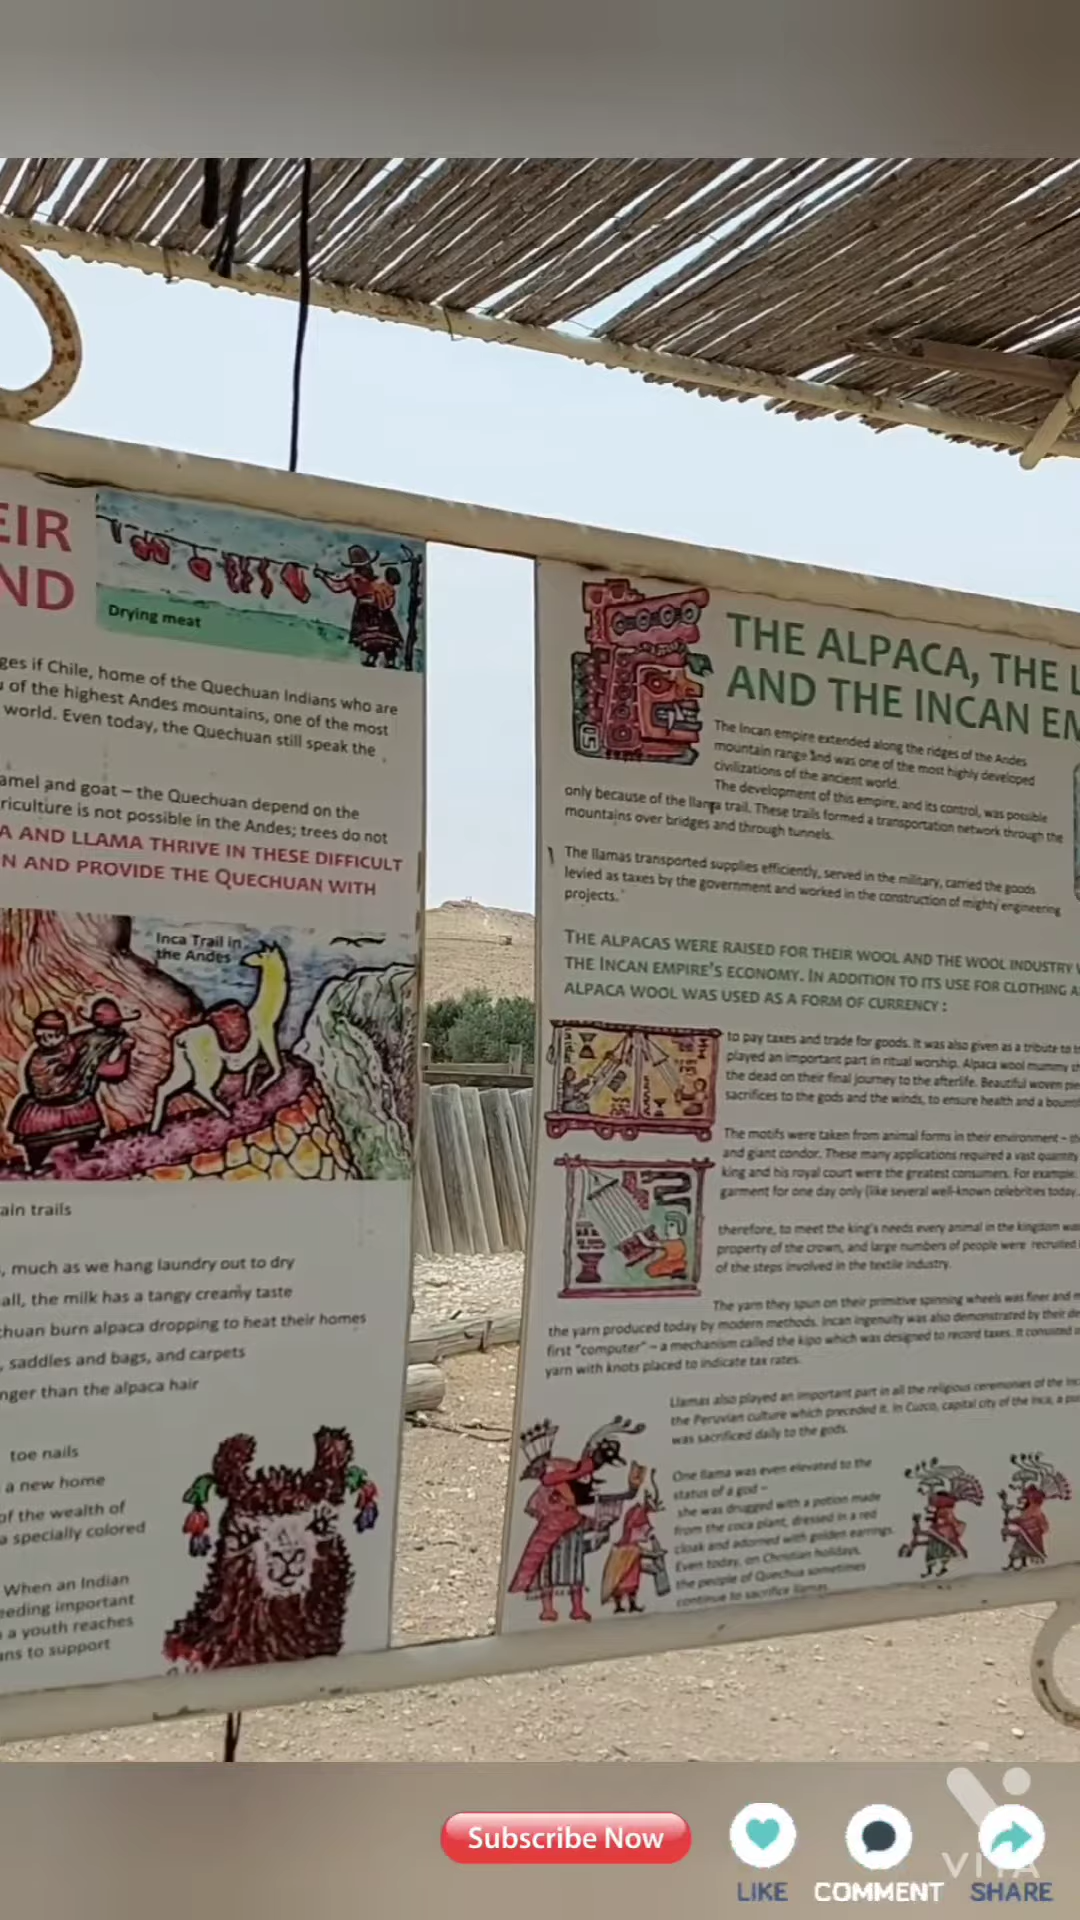 EIR
ND
Drying meat
ges if Chile, home of the Quechuan Indians who are
u of the highest Andes mountains, one of the most
world. Even today, the Quechuan still speak the
amel and goat – the Quechuan depend on the
riculture is not possible in the Andes; trees do not
A AND LLAMA THRIVE IN THESE DIFFICULT
N AND PROVIDE THE QUECHUAN WITH
Inca Trail in
the Andes
ain trails
, much as we hang laundry out to dry
all, the milk has a tangy creamy taste
chuan burn alpaca dropping to heat their homes
, saddles and bags, and carpets
nger than the alpaca hair
toe nails
a new home
of the wealth of
a specially colored
When an Indian
eeding important
a youth reaches
ans to support
THE ALPACA, THE L
AND THE INCAN EM
The Incan empire extended along the ridges of the Andes
mountain range and was one of the most highly developed
civilizations of the ancient world.
The development of this empire, and its control, was possible
only because of the llama trail. These trails formed a transportation network through the
mountains over bridges and through tunnels.
The llamas transported supplies efficiently, served in the military, carried the goods
levied as taxes by the government and worked in the construction of mighty engineering
projects.
THE ALPACAS WERE RAISED FOR THEIR WOOL AND THE WOOL INDUSTRY
THE INCAN EMPIRE'S ECONOMY. IN ADDITION TO ITS USE FOR CLOTHING A
ALPACA WOOL WAS USED AS A FORM OF CURRENCY :
to pay taxes and trade for goods. It was also given as a tribute to
played an important part in ritual worship. Alpaca wool mummy
the dead on their final journey to the afterlife. Beautiful woven
sacrifices to the gods and the winds, to ensure health and a
The motifs were taken from animal forms in their environment –
and giant condor. These many applications required a vast quantity
king and his royal court were the greatest consumers. For example:
garment for one day only (like several well-known celebrities today.
therefore, to meet the king's needs every animal in the kingdom
property of the crown, and large numbers of people were recruited
of the steps involved in the textile industry.
The yarn they spun on their primitive spinning wheels was finer and
the yarn produced today by modern methods. Incan ingenuity was also demonstrated by their
first "computer" – a mechanism called the kipo which was designed to record taxes. It consisted
yarn with knots placed to indicate tax rates.
Llamas also played an important part in all the religious ceremonies of the
the Peruvian culture which preceded it. In Cuzco, capital city of the Inca, a
was sacrificed daily to the gods.
One llama was even elevated to the
status of a god –
she was drugged with a potion made
from the coca plant, dressed in a red
cloak and adorned with golden earrings.
Even today, on Christian holidays,
the people of Quechua sometimes
continue to sacrifice llamas.
Subscribe Now
LIKE
COMMENT
SHARE
VITA